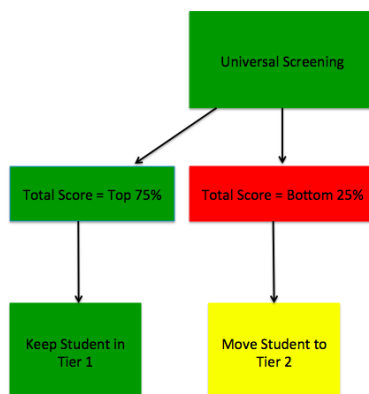 Universal Screening
Total Score = Top 75%
Total Score = Bottom 25%
Keep Student in
Tier 1
Move Student to
Tier 2